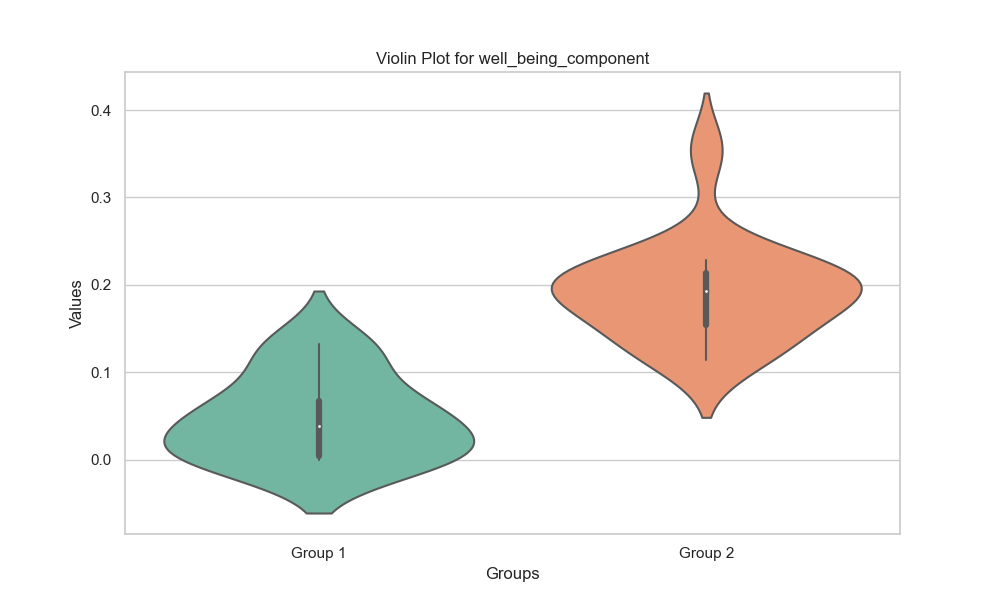 Violin Plot for well_being_component
0.4
0.3
0.2
0.1
0.0
Values
Group 1
Group 2
Groups